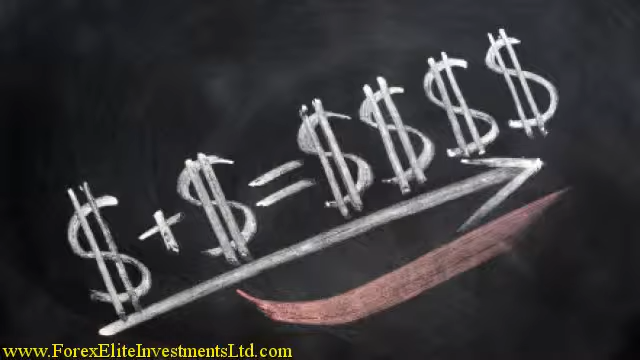 $ + $ = $ $ $ $
www.ForexEliteInvestmentsLtd.com